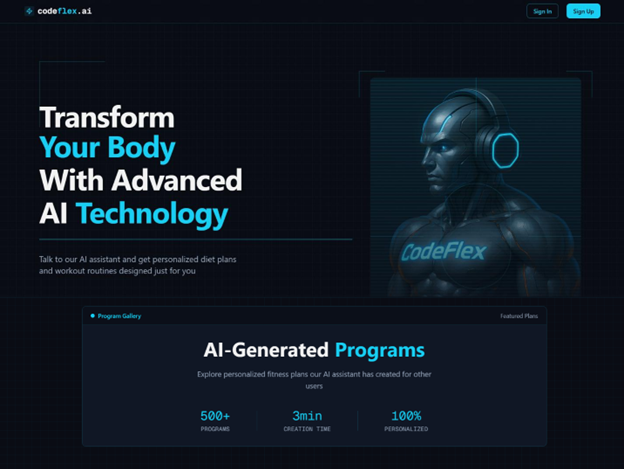 codeflex.ai
Sign In
Sign Up
Transform
Your Body
With Advanced
AI Technology
Talk to our AI assistant and get personalized diet plans
and workout routines designed just for you
CodeFlex
Program Gallery
Featured Plans
AI-Generated Programs
Explore personalized fitness plans our AI assistant has created for other
users
500+
3min
100%
PROGRAMS
CREATION TIME
PERSONALIZED